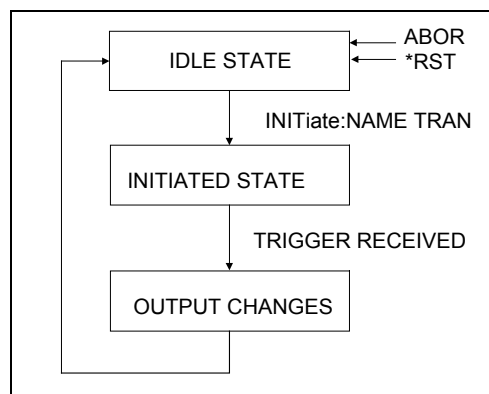 ABOR
IDLE STATE
*RST
INITiate:NAME TRAN
INITIATED STATE
TRIGGER RECEIVED
OUTPUT CHANGES